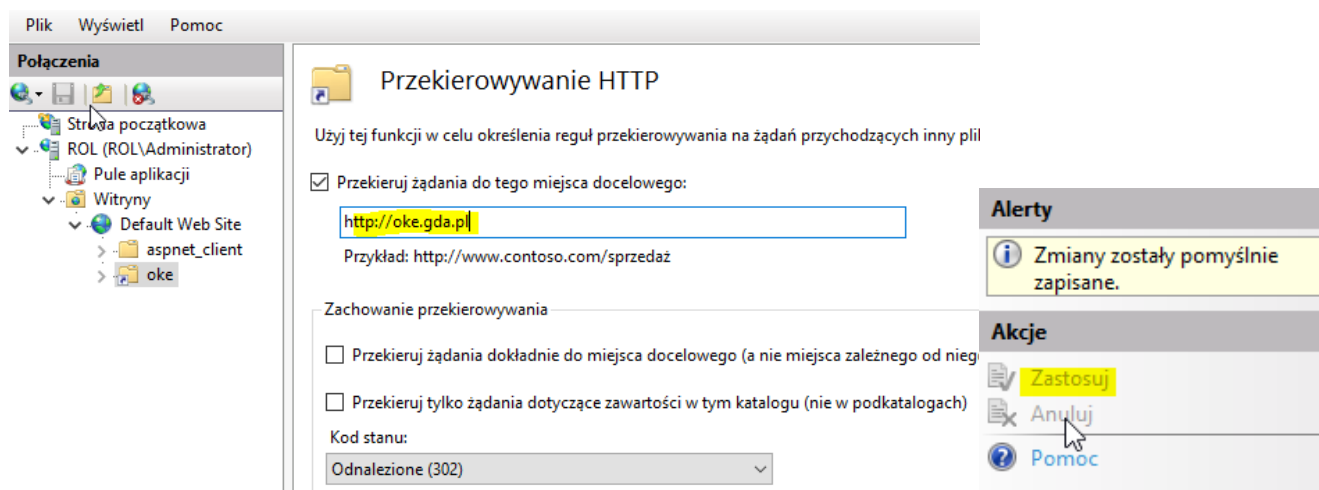 Plik Wyświetl Pomoc
Połączenia
Strona początkowa
ROL (ROL\Administrator)
Pule aplikacji
Witryny
Default Web Site
aspnet_client
oke
Przekierowywanie HTTP
Użyj tej funkcji w celu określenia reguł przekierowywania na żądań przychodzących inny pli
Przekieruj żądania do tego miejsca docelowego:
http://oke.gda.pl
Przykład: http://www.contoso.com/sprzedaż
Zachowanie przekierowywania
Przekieruj żądania dokładnie do miejsca docelowego (a nie miejsca zależnego od nieg
Przekieruj tylko żądania dotyczące zawartości w tym katalogu (nie w podkatalogach)
Kod stanu:
Odnalezione (302)
Alerty
Zmiany zostały pomyślnie
zapisane.
Akcje
Zastosuj
Anuluj
Pomoc